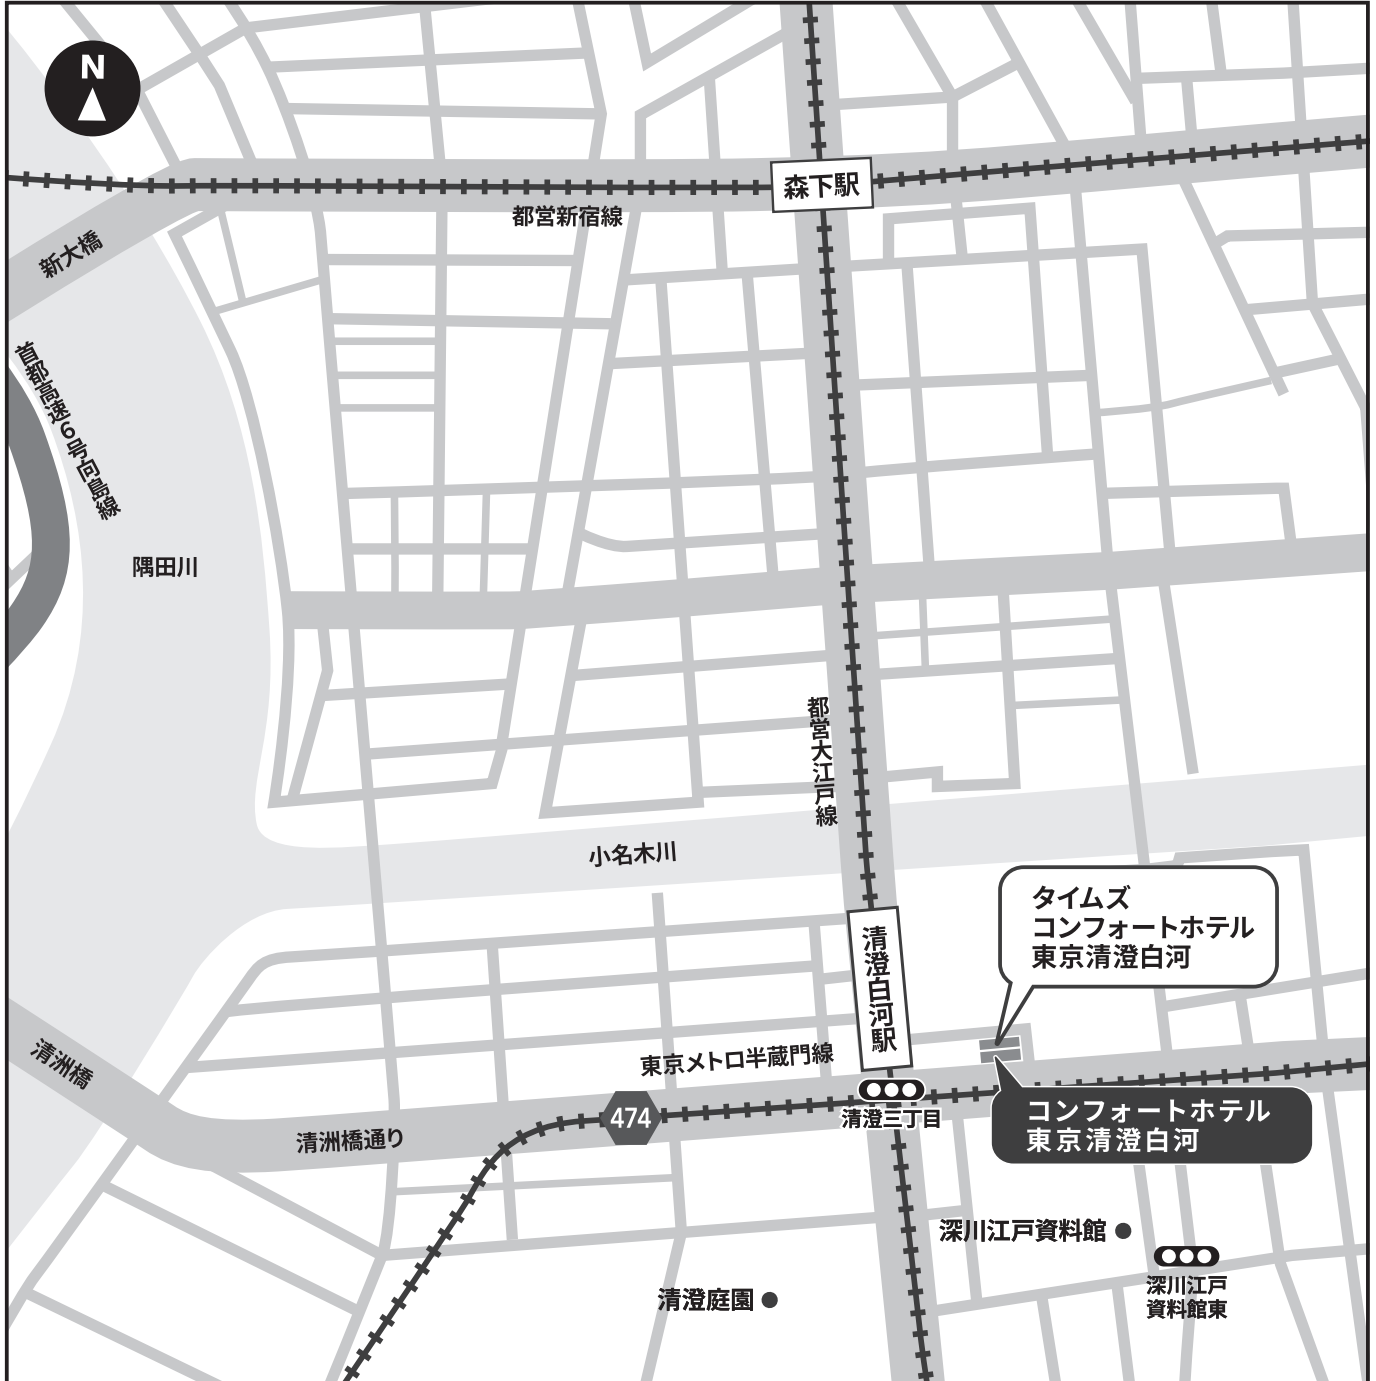 N
森下駅
都営新宿線
新大橋
首都高速6号向島線
隅田川
都営大江戸線
小名木川
タイムズ
コンフォートホテル
東京清澄白河
清澄白河駅
清洲橋
東京メトロ半蔵門線
474
清澄三丁目
コンフォートホテル
東京清澄白河
清洲橋通り
深川江戸資料館
深川江戸
資料館東
清澄庭園